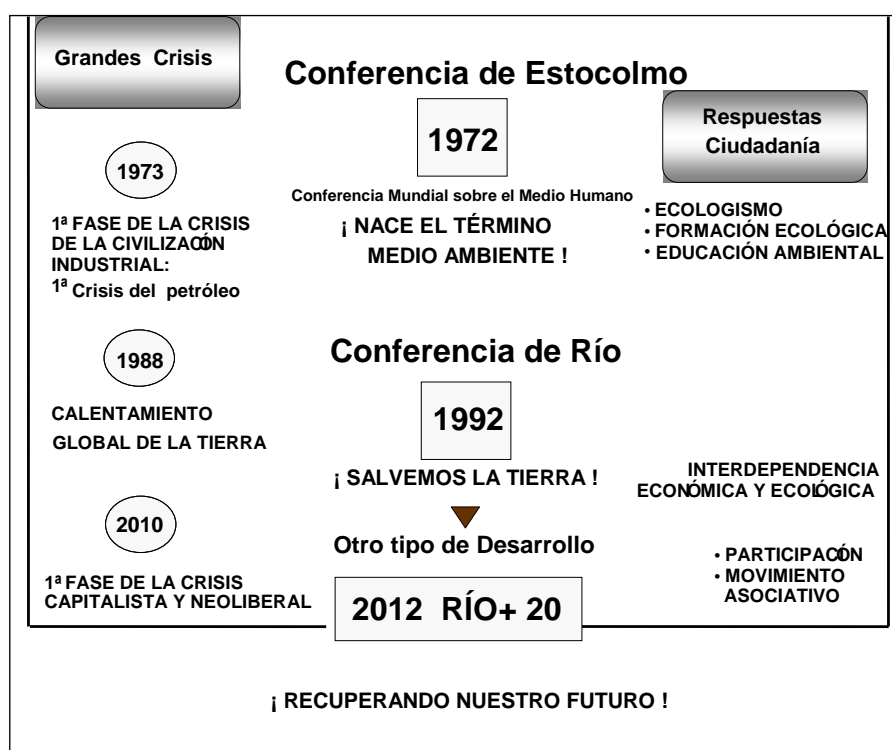 Grandes Crisis
Conferencia de Estocolmo
1972
Respuestas
Ciudadanía
1973
Conferencia Mundial sobre el Medio Humano
¡ NACE EL TÉRMINO
MEDIO AMBIENTE !
• ECOLOGISMO
• FORMACIÓN ECOLÓGICA
• EDUCACIÓN AMBIENTAL
1ª FASE DE LA CRISIS
DE LA CIVILIZACIÓN
INDUSTRIAL:
1ª Crisis del petróleo
1988
Conferencia de Río
1992
CALENTAMIENTO
GLOBAL DE LA TIERRA
¡ SALVEMOS LA TIERRA !
INTERDEPENDENCIA
ECONÓMICA Y ECOLÓGICA
2010
Otro tipo de Desarrollo
• PARTICIPACIÓN
• MOVIMIENTO
ASOCIATIVO
1ª FASE DE LA CRISIS
CAPITALISTA Y NEOLIBERAL
2012 RÍO+ 20
¡ RECUPERANDO NUESTRO FUTURO !